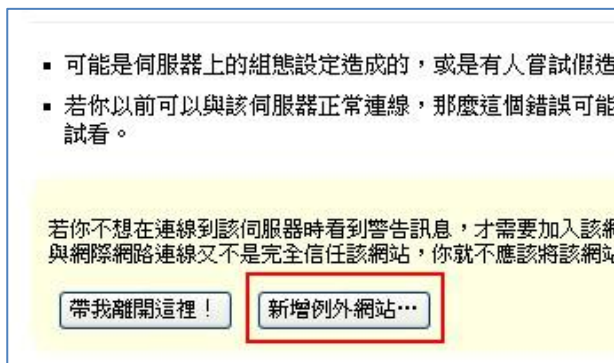 可能是伺服器上的組態設定造成的，或是有人嘗試假造
若你以前可以與該伺服器正常連線，那麼這個錯誤可能
試看。
若你不想在連線到該伺服器時看到警告訊息，才需要加入該網
與網際網路連線又不是完全信任該網站，你就不應該將該網站
帶我離開這裡！ 新增例外網站…